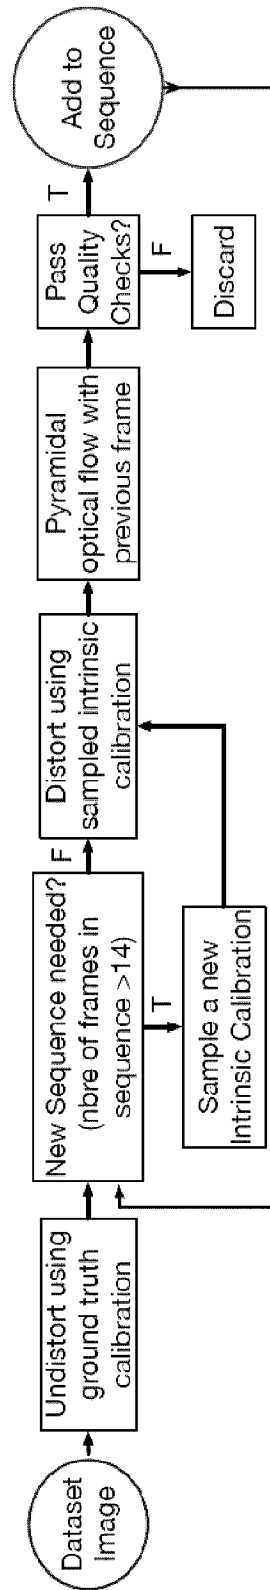 Dataset
Image
Undistort using
ground truth
calibration
New Sequence needed?
(nbre of frames in
sequence >14)
F
T
Sample a new
Intrinsic Calibration
Distort using
sampled intrinsic
calibration
Pyramidal
optical flow with
previous frame
Pass
Quality
Checks?
T
F
Discard
Add to
Sequence